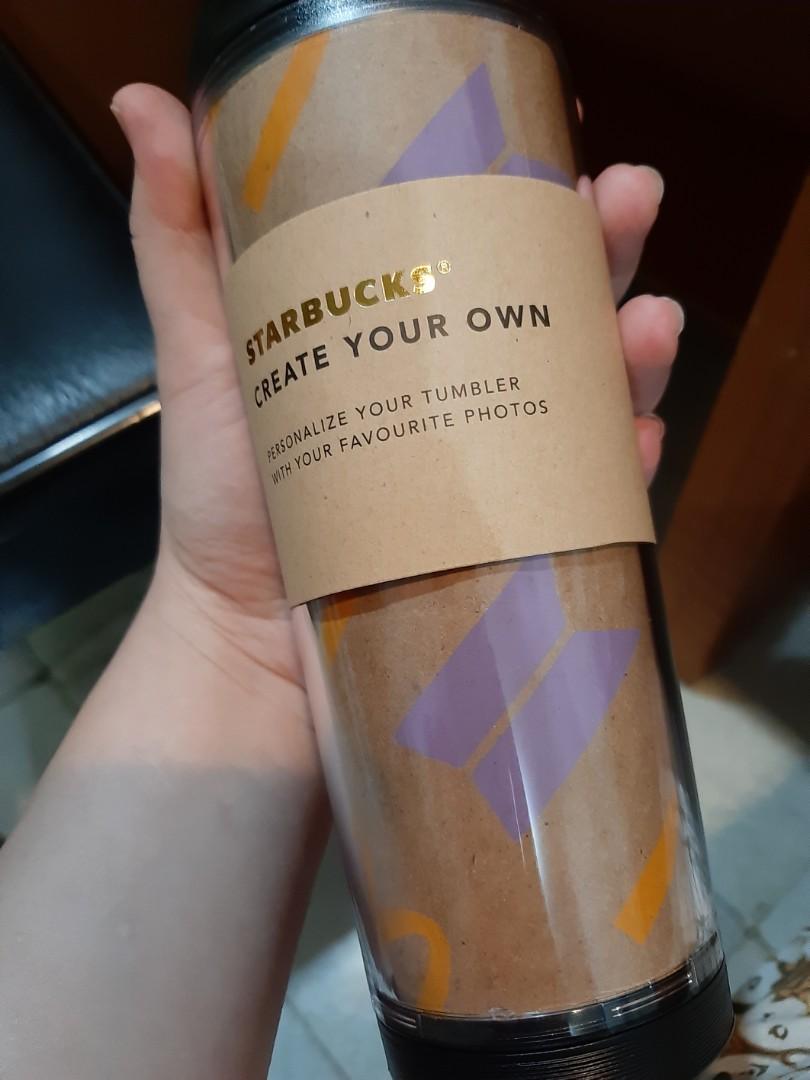 STARBUCKS®
CREATE YOUR OWN
PERSONALIZE YOUR TUMBLER
WITH YOUR FAVOURITE PHOTOS